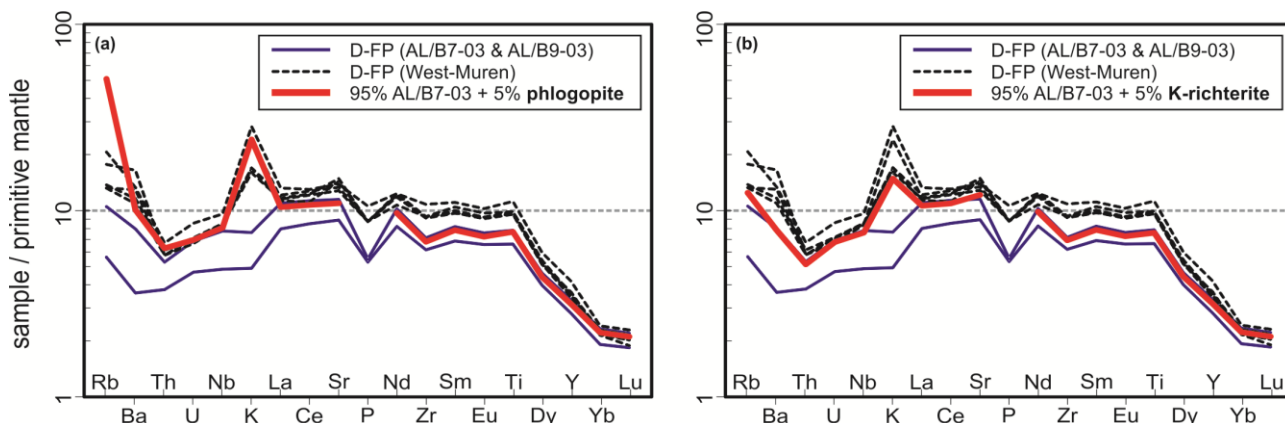 100
(a)
D-FP (AL/B7-03 & AL/B9-03)
D-FP (West-Muren)
95% AL/B7-03 + 5% phlogopite
sample / primitive mantle
10
1
Rb Th Nb La Sr Nd Sm Ti Y Lu
Ba U K Ce P Zr Eu Dy Yb
100
(b)
D-FP (AL/B7-03 & AL/B9-03)
D-FP (West-Muren)
95% AL/B7-03 + 5% K-richterite
10
1
Rb Th Nb La Sr Nd Sm Ti Y Lu
Ba U K Ce P Zr Eu Dy Yb